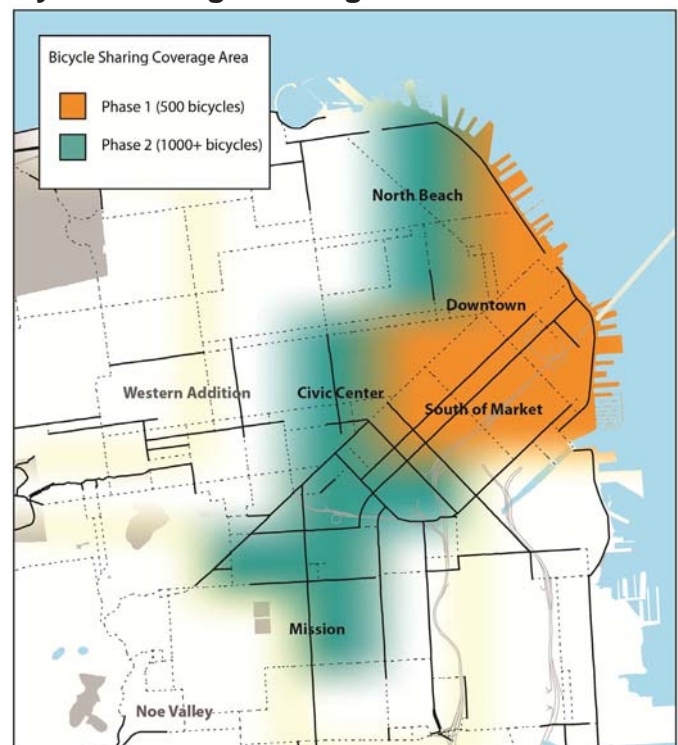 Bicycle Sharing Coverage Area
Phase 1 (500 bicycles)
Phase 2 (1000+ bicycles)
North Beach
Downtown
Western Addition
Civic Center
South of Market
Mission
Noe Valley